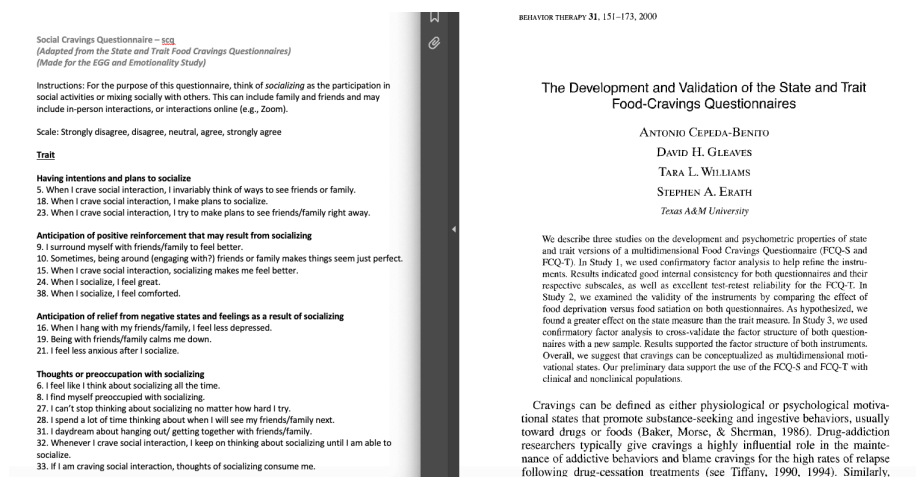 Social Cravings Questionnaire – scq
(Adapted from the State and Trait Food Cravings Questionnaires)
(Made for the EGG and Emotionality Study)
Instructions: For the purpose of this questionnaire, think of socializing as the participation in
social activities or mixing socially with others. This can include family and friends and may
include in-person interactions, or interactions online (e.g., Zoom).
Scale: Strongly disagree, disagree, neutral, agree, strongly agree
Trait
Having intentions and plans to socialize
5. When I crave social interaction, I invariably think of ways to see friends or family.
18. When I crave social interaction, I make plans to socialize.
23. When I crave social interaction, I try to make plans to see friends/family right away.
Anticipation of positive reinforcement that may result from socializing
9. I surround myself with friends/family to feel better.
10. Sometimes, being around (engaging with?) friends or family makes things seem just perfect.
15. When I crave social interaction, socializing makes me feel better.
24. When I socialize, I feel great.
38. When I socialize, I feel comforted.
Anticipation of relief from negative states and feelings as a result of socializing
16. When I hang with my friends/family, I feel less depressed.
19. Being with friends/family calms me down.
21. I feel less anxious after I socialize.
Thoughts or preoccupation with socializing
6. I feel like I think about socializing all the time.
8. I find myself preoccupied with socializing.
27. I can't stop thinking about socializing no matter how hard I try.
28. I spend a lot of time thinking about when I will see my friends/family next.
31. I daydream about hanging out/ getting together with friends/family.
32. Whenever I crave social interaction, I keep on thinking about socializing until I am able to
socialize.
33. If I am craving social interaction, thoughts of socializing consume me.
BEHAVIOR THERAPY 31, 151–173, 2000
The Development and Validation of the State and Trait
Food-Cravings Questionnaires
Antonio Cepeda-Benito
David H. Gleaves
Tara L. Williams
Stephen A. Erath
Texas A&M University
We describe three studies on the development and psychometric properties of state
and trait versions of a multidimensional Food Cravings Questionnaire (FCQ-S and
FCQ-T). In Study 1, we used confirmatory factor analysis to help refine the instru-
ments. Results indicated good internal consistency for both questionnaires and their
respective subscales, as well as excellent test-retest reliability for the FCQ-T. In
Study 2, we examined the validity of the instruments by comparing the effect of
food deprivation versus food satiation on both questionnaires. As hypothesized, we
found a greater effect on the state measure than the trait measure. In Study 3, we used
confirmatory factor analysis to cross-validate the factor structure of both question-
naires with a new sample. Results supported the factor structure of both instruments.
Overall, we suggest that cravings can be conceptualized as multidimensional moti-
vational states. Our preliminary data support the use of the FCQ-S and FCQ-T with
clinical and nonclinical populations.
Cravings can be defined as either physiological or psychological motiva-
tional states that promote substance-seeking and ingestive behaviors, usually
toward drugs or foods (Baker, Morse, & Sherman, 1986). Drug-addiction
researchers typically give cravings a highly influential role in the mainte-
nance of addictive behaviors and blame cravings for the high rates of relapse
following drug-cessation treatments (see Tiffany, 1990, 1994). Similarly,